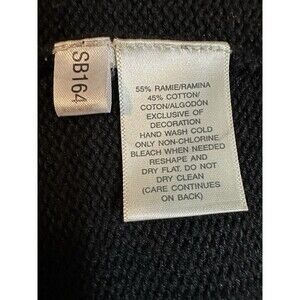 SB164
55% RAMIE/RAMINA
45% COTTON/
COTON/ALGODÓN
EXCLUSIVE OF
DECORATION
HAND WASH COLD
ONLY NON-CHLORINE
BLEACH WHEN NEEDED
RESHAPE AND
DRY FLAT. DO NOT
DRY CLEAN
(CARE CONTINUES
ON BACK)